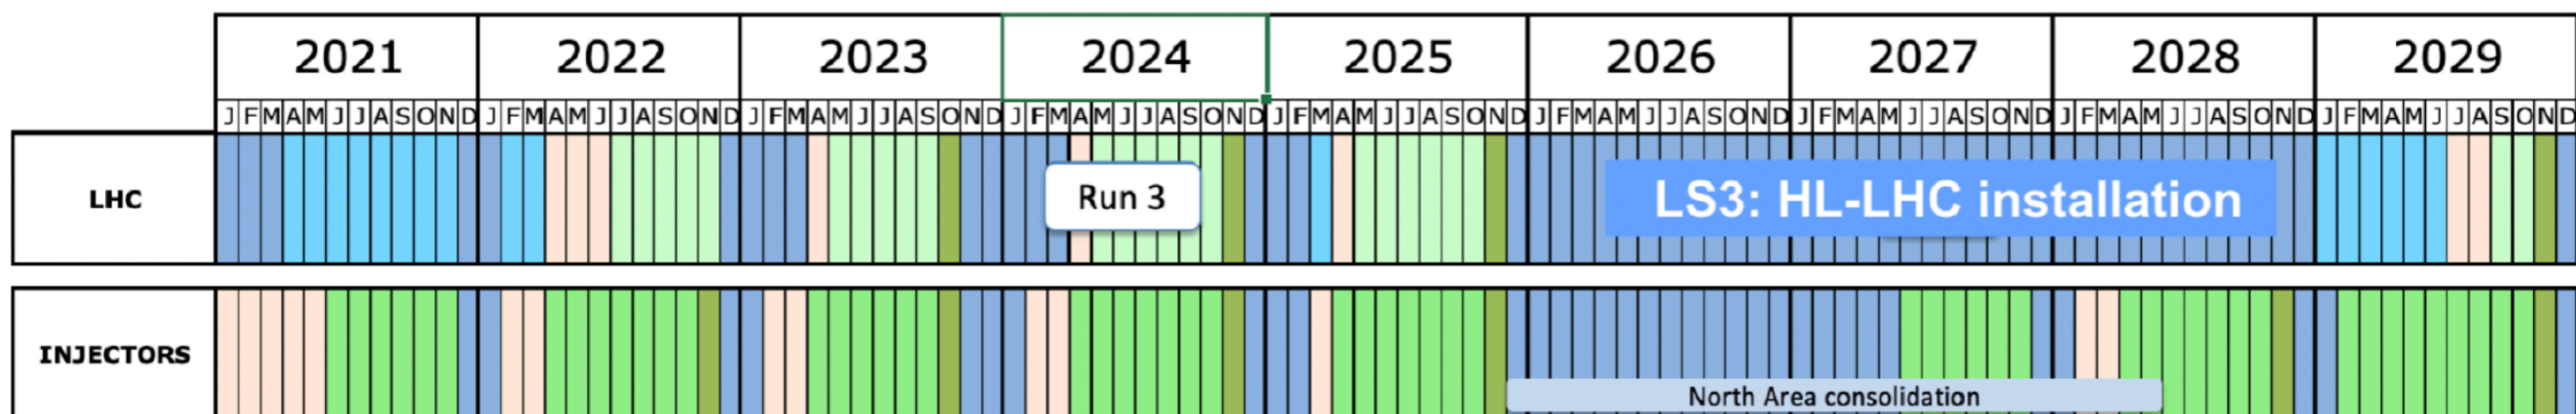 2021 2022 2023 2024 2025 2026 2027 2028 2029
J F M A M J J A S O N D J F M A M J J A S O N D J F M A M J J A S O N D J F M A M J J A S O N D J F M A M J J A S O N D J F M A M J J A S O N D J F M A M J J A S O N D J F M A M J J A S O N D J F M A M J J A S O N D
LHC
Run 3
LS3: HL-LHC installation
INJECTORS
North Area consolidation